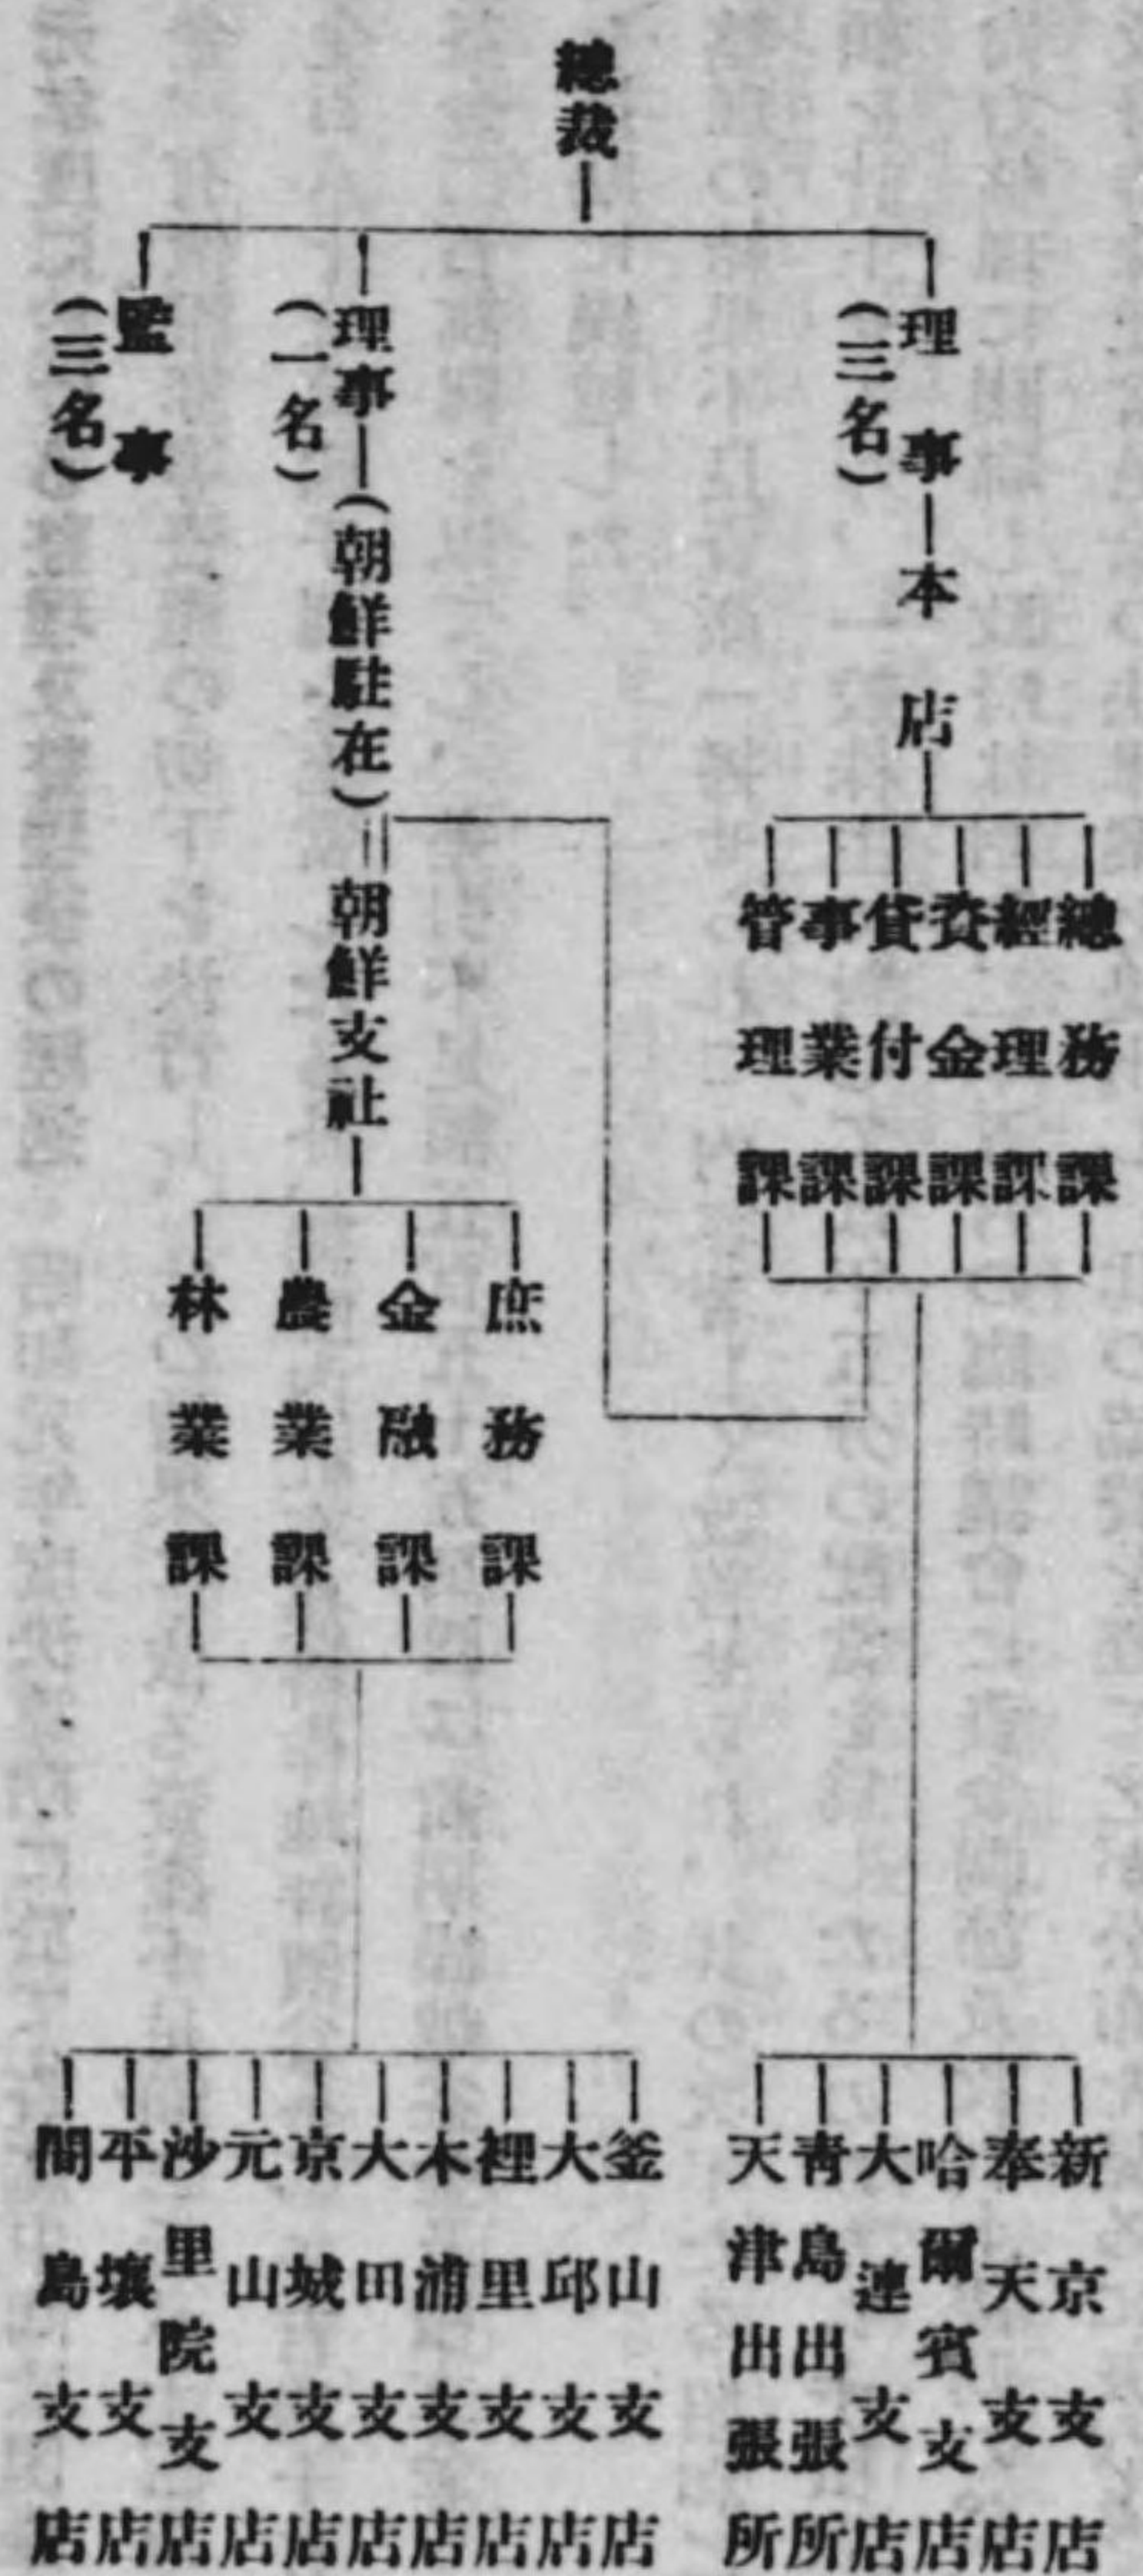 總裁
理事
(三名)
本店
總務課
經理課
資金課
貸付課
事業課
管理課
新京支店
奉天支店
哈爾賓支店
大連支店
青島出張所
天津出張所
理事
(一名)
(朝鮮駐在)
朝鮮支社
庶務課
金融課
農業課
林業課
釜山支店
大邱支店
裡里支店
木浦支店
大田支店
京城支店
元山支店
沙里院支店
平壤支店
間島支店
監事
(三名)